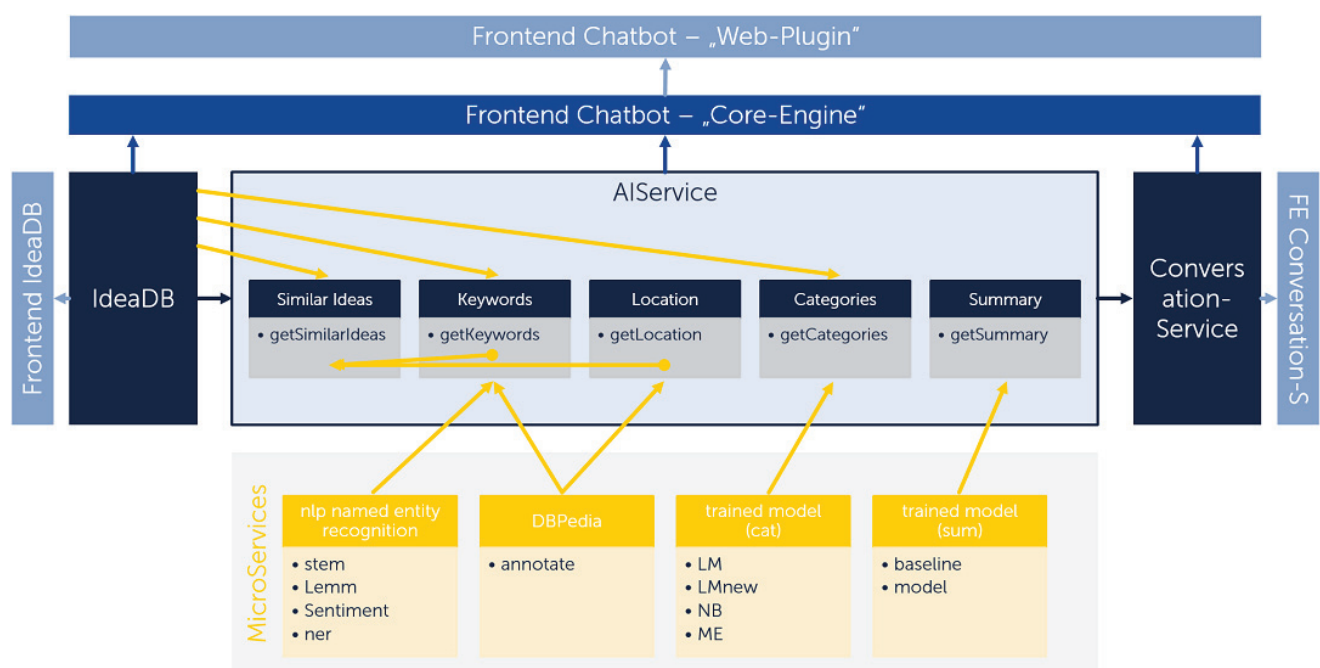 Frontend Chatbot – „Web-Plugin“
Frontend Chatbot – „Core-Engine“
Frontend IdeaDB
IdeaDB
AIService
Similar Ideas
• getSimilarIdeas
Keywords
• getKeywords
Location
• getLocation
Categories
• getCategories
Summary
• getSummary
Convers
ation-
Service
FE Conversation-S
MicroServices
nlp named entity
recognition
• stem
• Lemm
• Sentiment
• ner
DBPedia
• annotate
trained model
(cat)
• LM
• LMnew
• NB
• ME
trained model
(sum)
• baseline
• model